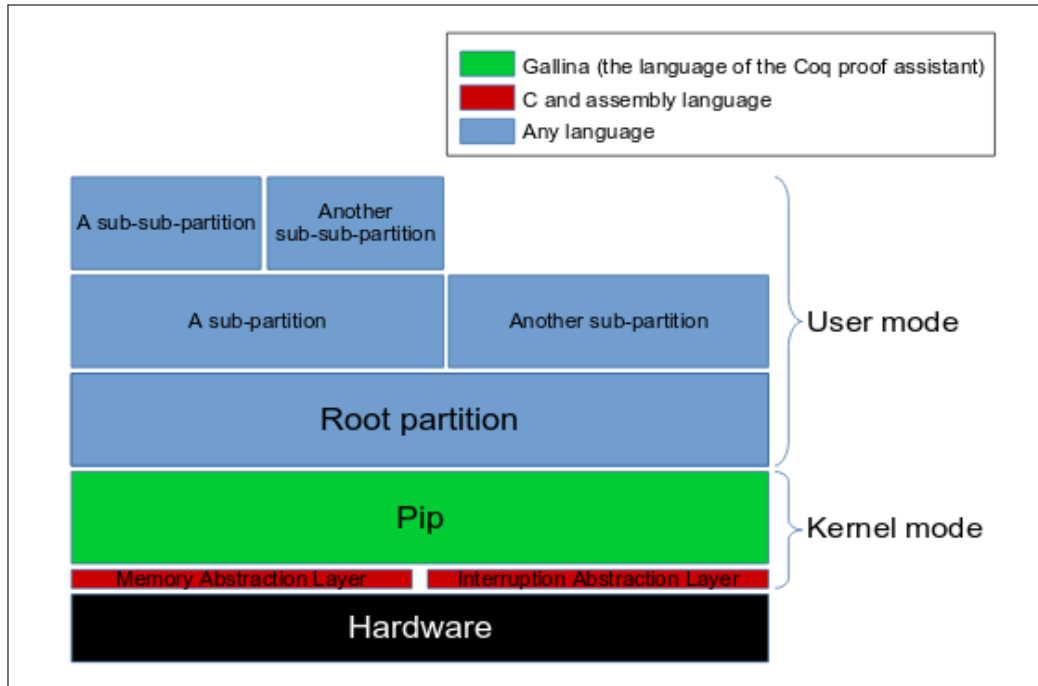 Gallina (the language of the Coq proof assistant)
C and assembly language
Any language
A sub-sub-partition
Another
sub-sub-partition
A sub-partition
Another sub-partition
User mode
Root partition
Pip
Kernel mode
Memory Abstraction Layer
Interruption Abstraction Layer
Hardware